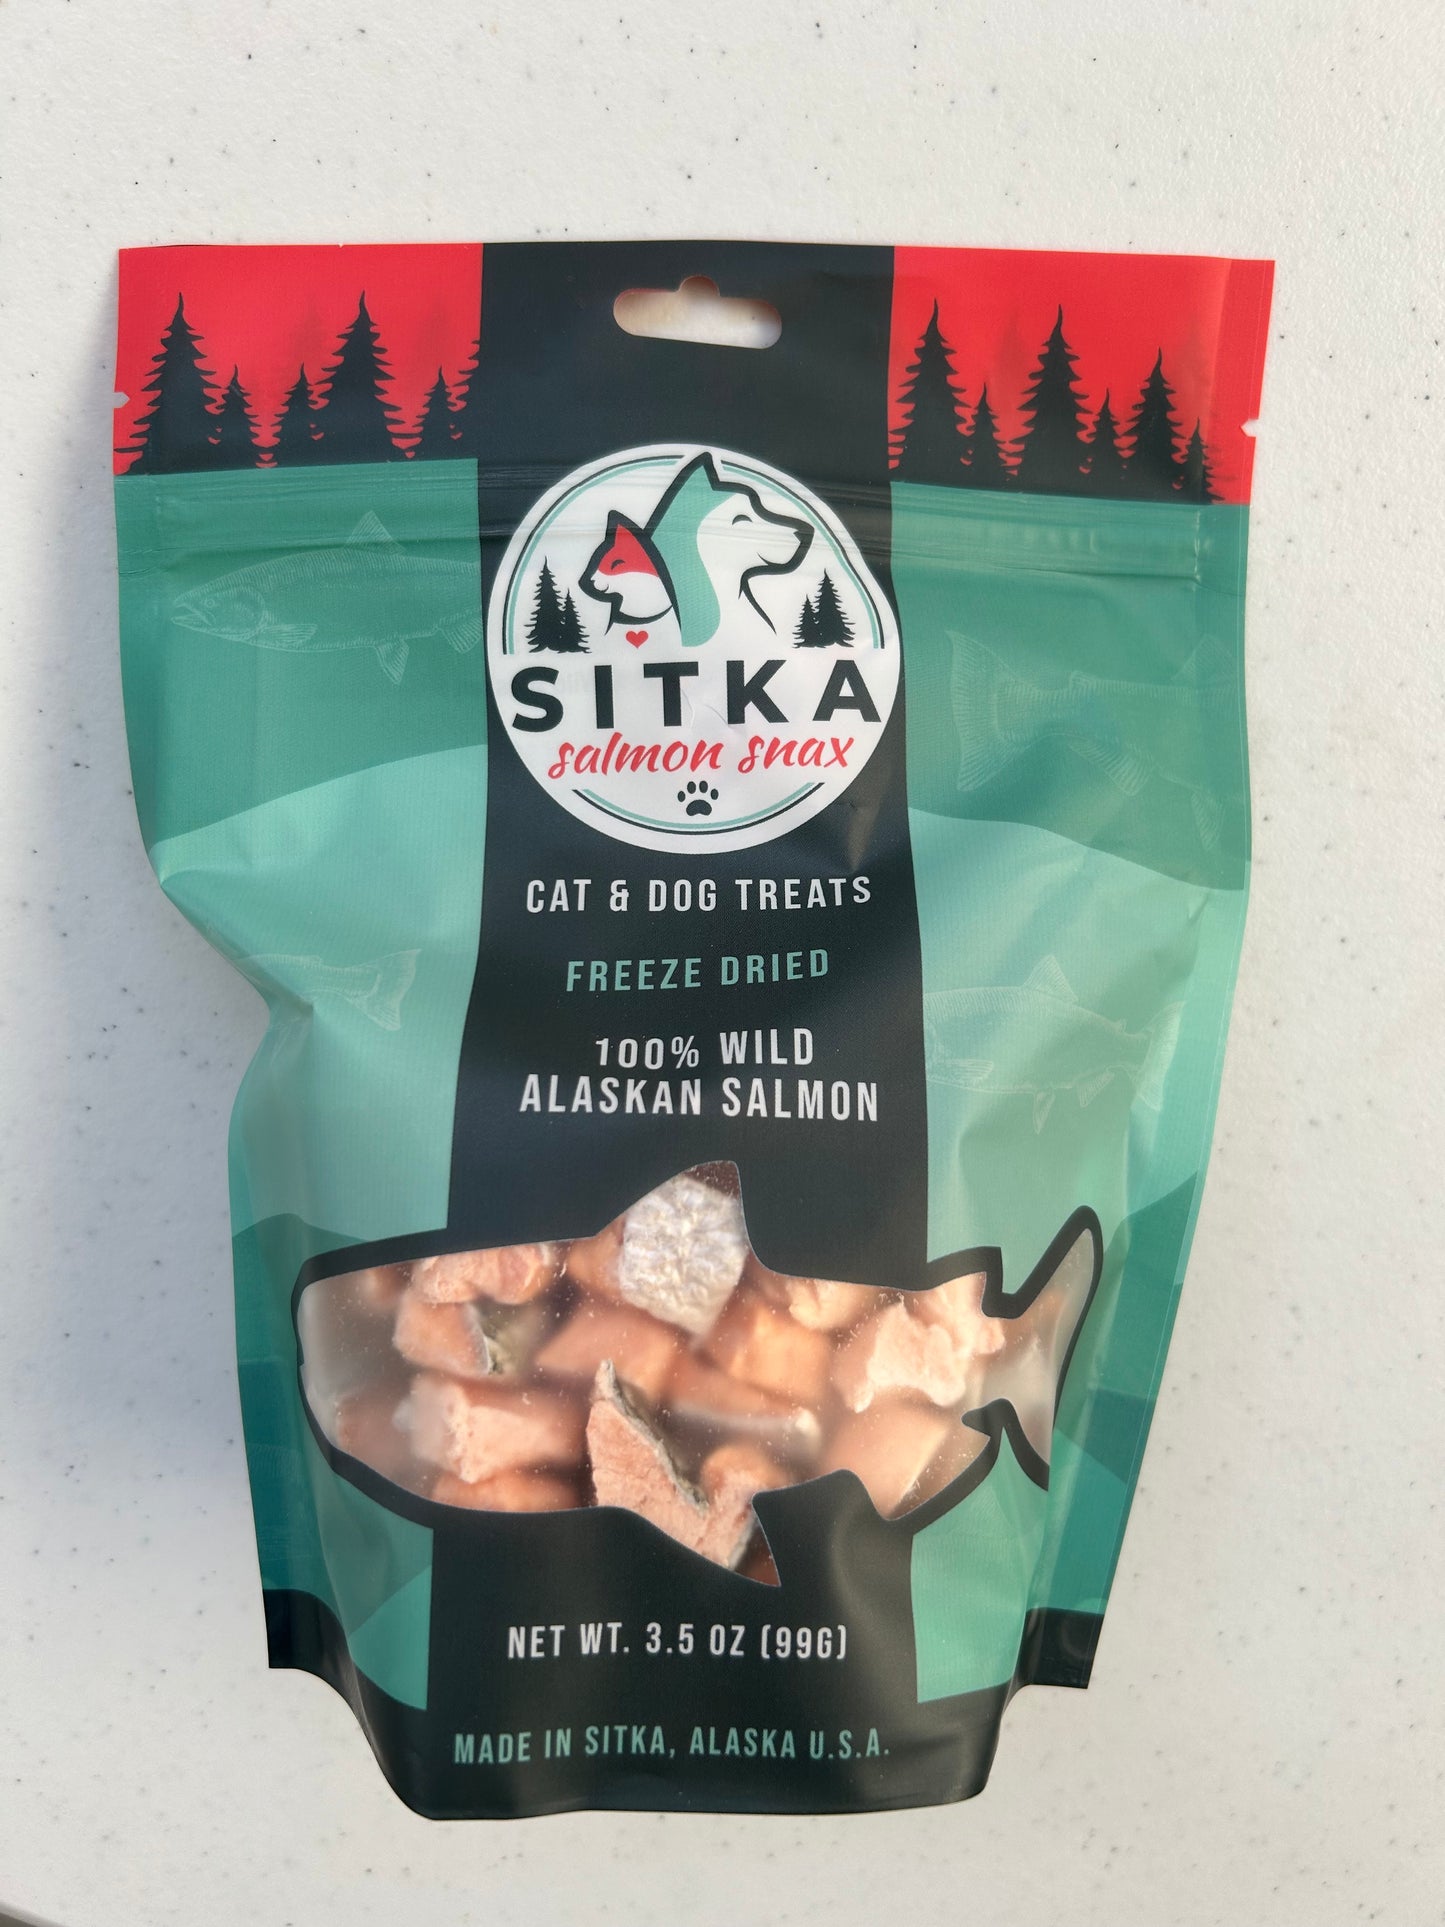 SITKA
salmon snax
CAT & DOG TREATS
FREEZE DRIED
100% WILD
ALASKAN SALMON
NET WT. 3.5 OZ (99G)
MADE IN SITKA, ALASKA U.S.A.